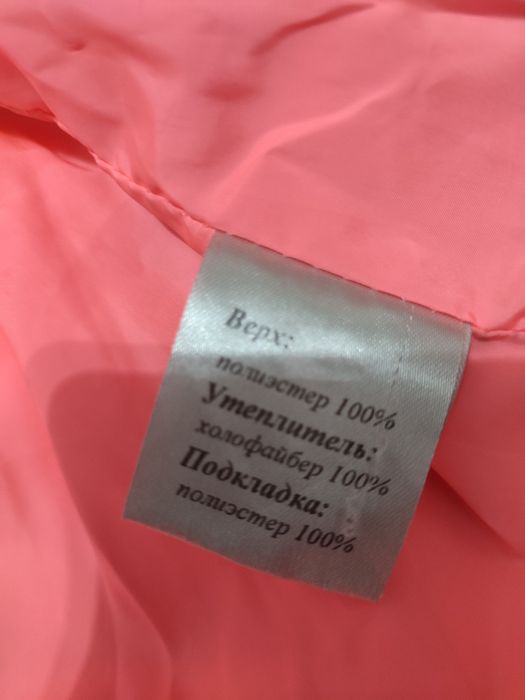 Верх:
полиэстер 100%
Утеплитель:
холофайбер 100%
Подкладка:
полиэстер 100%